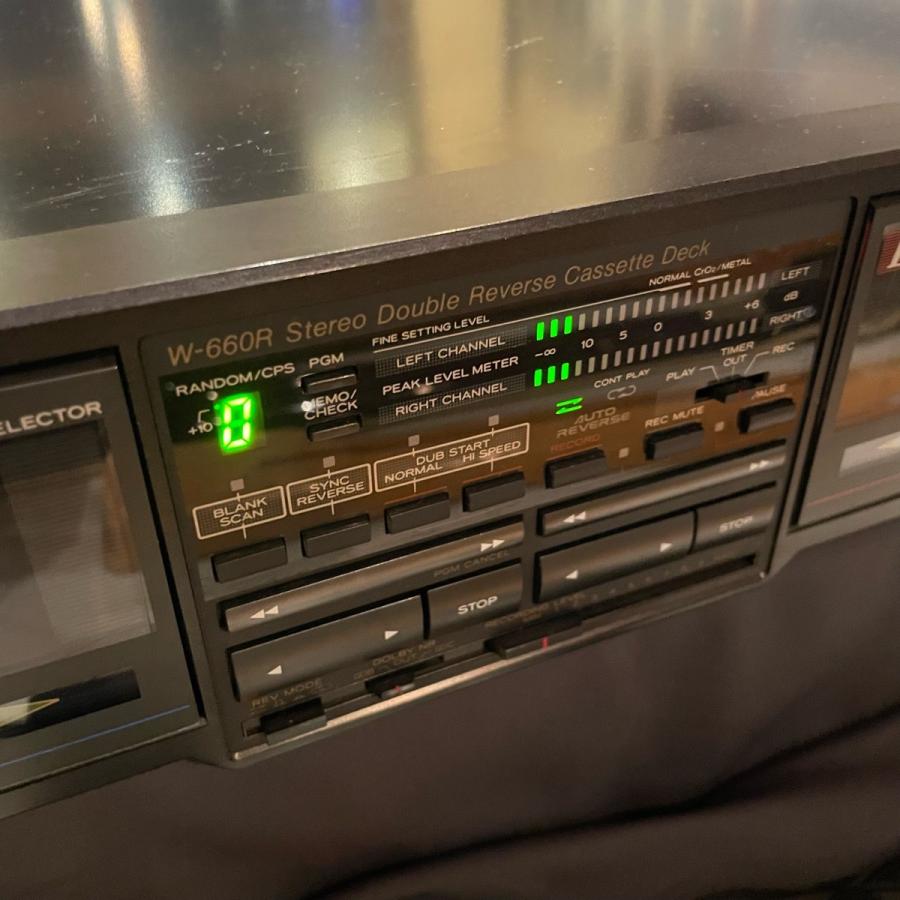 W-660R Stereo Double Reverse Cassette Deck
NORMAL CrO2/METAL
FINE SETTING LEVEL
LEFT CHANNEL
LEFT
-∞ 10 5 0 3 +6
dB
PEAK LEVEL METER
RIGHT CHANNEL
RIGHT
RANDOM/CPS
PGM
MEMO/
CHECK
+10
0
CONT PLAY
AUTO
REVERSE
TIMER
PLAY OUT REC
ELECTOR
BLANK
SCAN
SYNC
REVERSE
DUB START
NORMAL HI SPEED
RECORD
REC MUTE
PAUSE
PGM CANCEL
STOP
STOP
DOLBY NR
REV MODE